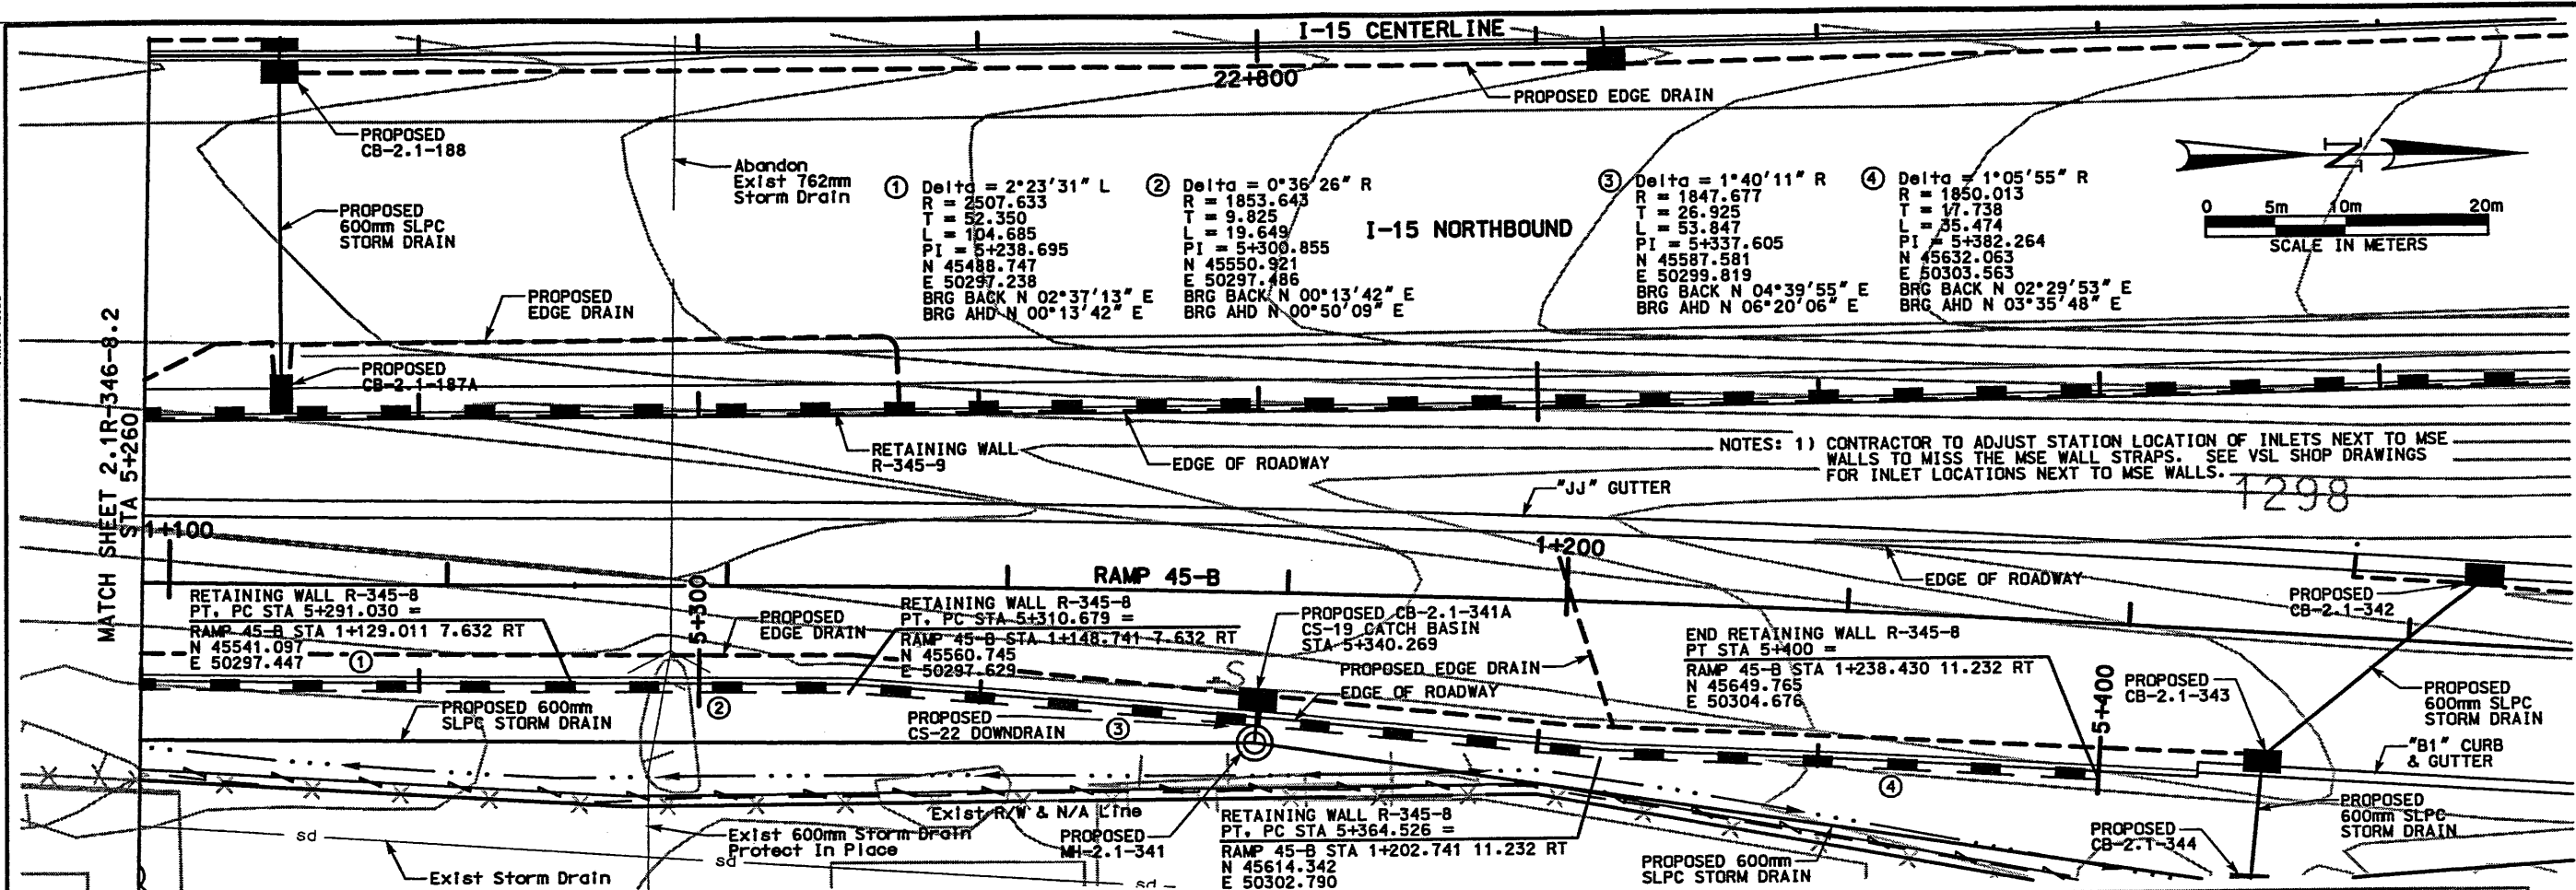 I-15 CENTERLINE
22+800
PROPOSED EDGE DRAIN
PROPOSED
CB-2.1-188
Abandon
Exist 762mm
Storm Drain
PROPOSED
600mm SLPC
STORM DRAIN
① Delta = 2°23'31" L
R = 2507.633
T = 52.350
L = 104.685
PI = 5+238.695
N 45488.747
E 50297.238
BRG BACK N 02°37'13" E
BRG AHD N 00°13'42" E
② Delta = 0°36'26" R
R = 1853.643
T = 9.825
L = 19.649
PI = 5+300.855
N 45550.921
E 50297.486
BRG BACK N 00°13'42" E
BRG AHD N 00°50'09" E
I-15 NORTHBOUND
③ Delta = 1°40'11" R
R = 1847.677
T = 26.925
L = 53.847
PI = 5+337.605
N 45587.581
E 50299.819
BRG BACK N 04°39'55" E
BRG AHD N 06°20'06" E
④ Delta = 1°05'55" R
R = 1850.013
T = 17.738
L = 35.474
PI = 5+382.264
N 45632.063
E 50303.563
BRG BACK N 02°29'53" E
BRG AHD N 03°35'48" E
N
0 5m 10m 20m
SCALE IN METERS
PROPOSED
EDGE DRAIN
PROPOSED
CB-2.1-187A
MATCH SHEET 2.1R-346-8.2
STA 5+260
RETAINING WALL
R-345-9
EDGE OF ROADWAY
NOTES: 1) CONTRACTOR TO ADJUST STATION LOCATION OF INLETS NEXT TO MSE
WALLS TO MISS THE MSE WALL STRAPS. SEE VSL SHOP DRAWINGS
FOR INLET LOCATIONS NEXT TO MSE WALLS.
1298
"JJ" GUTTER
1+100
1+200
RAMP 45-B
EDGE OF ROADWAY
5+300
RETAINING WALL R-345-8
PT, PC STA 5+291.030 =
RAMP 45-B STA 1+129.011 7.632 RT
N 45541.097
E 50297.447
①
PROPOSED
EDGE DRAIN
RETAINING WALL R-345-8
PT, PC STA 5+310.679 =
RAMP 45-B STA 1+148.741 7.632 RT
N 45560.745
E 50297.629
PROPOSED CB-2.1-341A
CS-19 CATCH BASIN
STA 5+340.269
PROPOSED EDGE DRAIN
EDGE OF ROADWAY
END RETAINING WALL R-345-8
PT STA 5+400 =
RAMP 45-B STA 1+238.430 11.232 RT
N 45649.765
E 50304.676
5+400
PROPOSED
CB-2.1-342
PROPOSED
CB-2.1-343
PROPOSED
600mm SLPC
STORM DRAIN
"B1" CURB
& GUTTER
PROPOSED 600mm
SLPC STORM DRAIN
②
PROPOSED
CS-22 DOWNDRAIN
③
④
Exist R/W & N/A Line
Exist 600mm Storm Drain
Protect In Place
PROPOSED
MH-2.1-341
RETAINING WALL R-345-8
PT, PC STA 5+364.526 =
RAMP 45-B STA 1+202.741 11.232 RT
N 45614.342
E 50302.790
PROPOSED 600mm
SLPC STORM DRAIN
PROPOSED
CB-2.1-344
PROPOSED
600mm SLPC
STORM DRAIN
sd
sd
sd
Exist Storm Drain